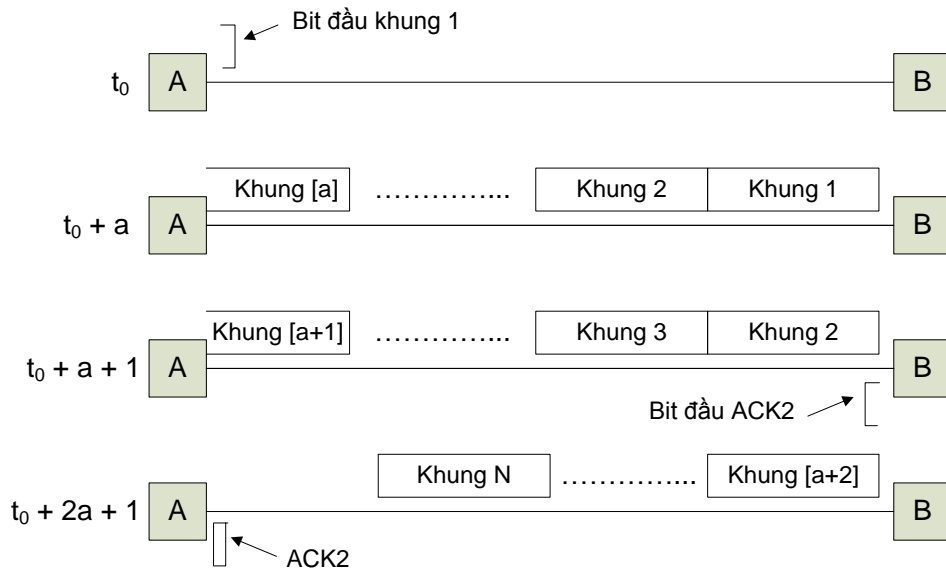 Bit đầu khung 1
t₀ A B
Khung [a] ................ Khung 2 Khung 1
t₀ + a A B
Khung [a+1] ................ Khung 3 Khung 2
t₀ + a + 1 A B
Bit đầu ACK2
Khung N ................ Khung [a+2]
t₀ + 2a + 1 A B
ACK2